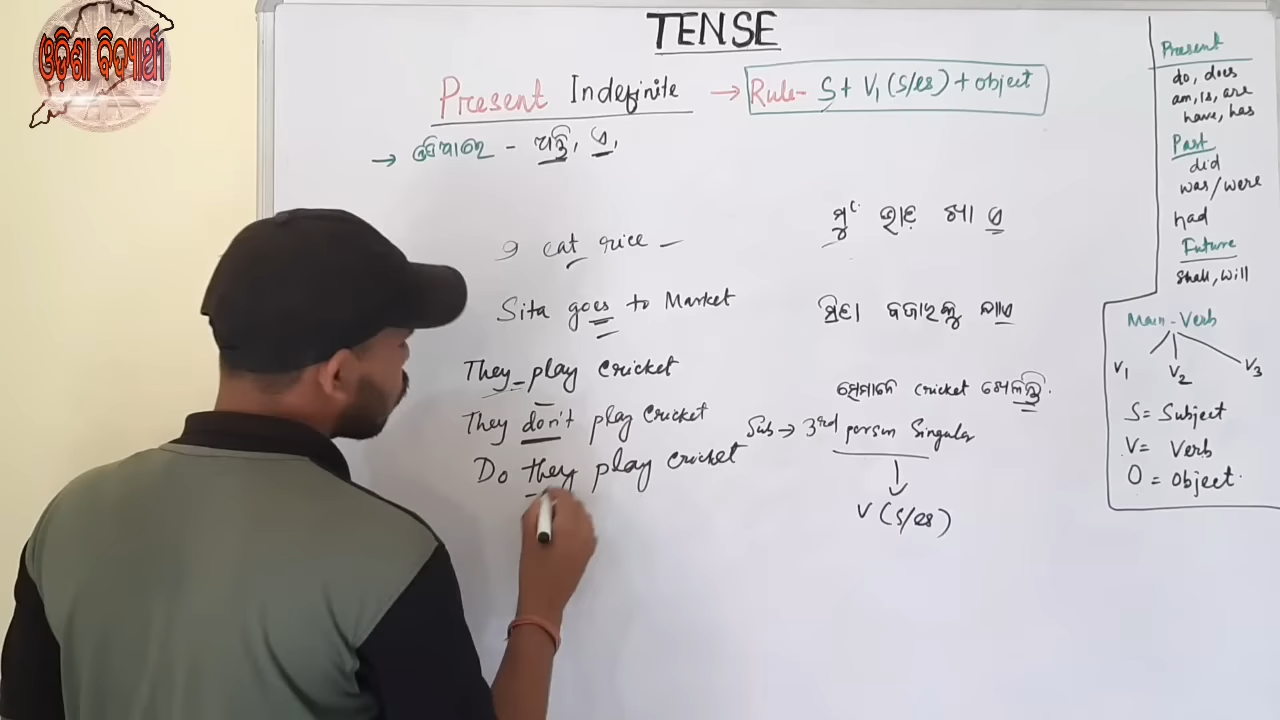 ଓଡ଼ିଶା ବିଦ୍ୟାର୍ଥୀ
TENSE
Present Indefinite → Rule- S + V1 (S/es) + object
→ - ଅନ୍ତି, ଏ,
I eat rice — ମୁଁ ଭାତ ଖାଏ
Sita goes to Market ସିତା ବଜାରକୁ ଯାଏ
They play cricket
ସେମାନେ cricket ଖେଳନ୍ତି.
They don't play cricket
Sub → 3rd person Singular
Do they play cricket
V (S/es)
Present
do, does
am, is, are
have, has
Past
did
was/were
had
Future
Shall, will
Main-Verb
V1 V2 V3
S= Subject
V= Verb
O = object.